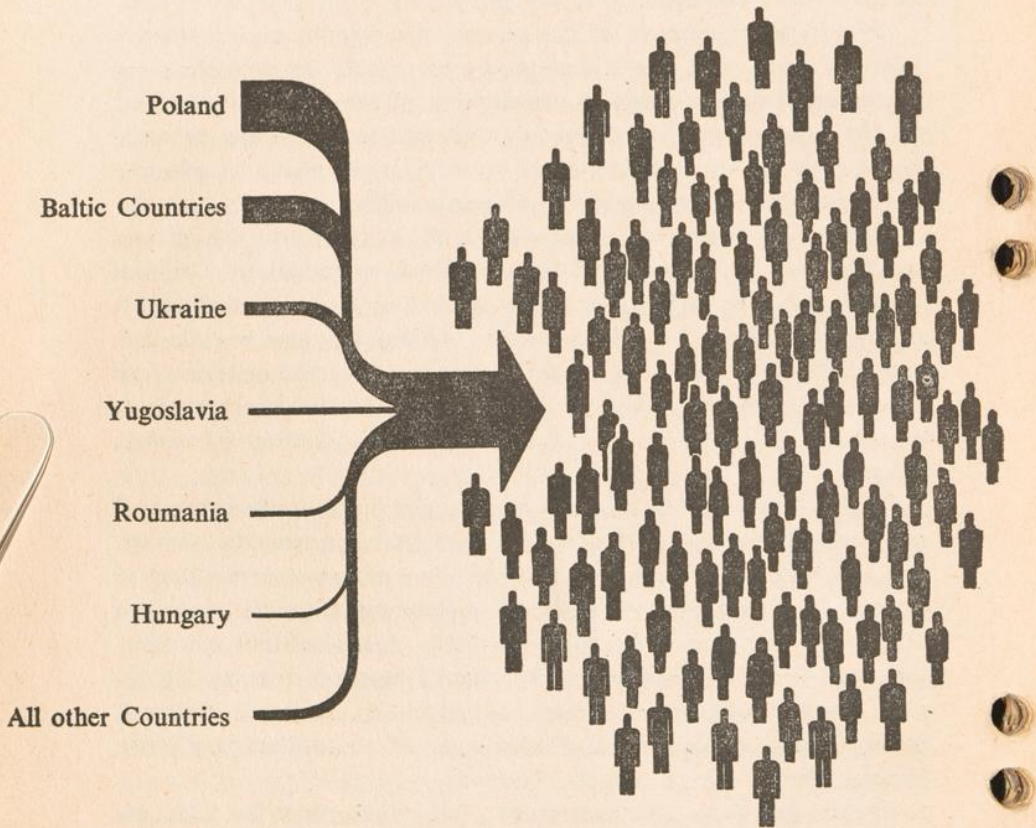 Poland
Baltic Countries
Ukraine
Yugoslavia
Roumania
Hungary
All other Countries